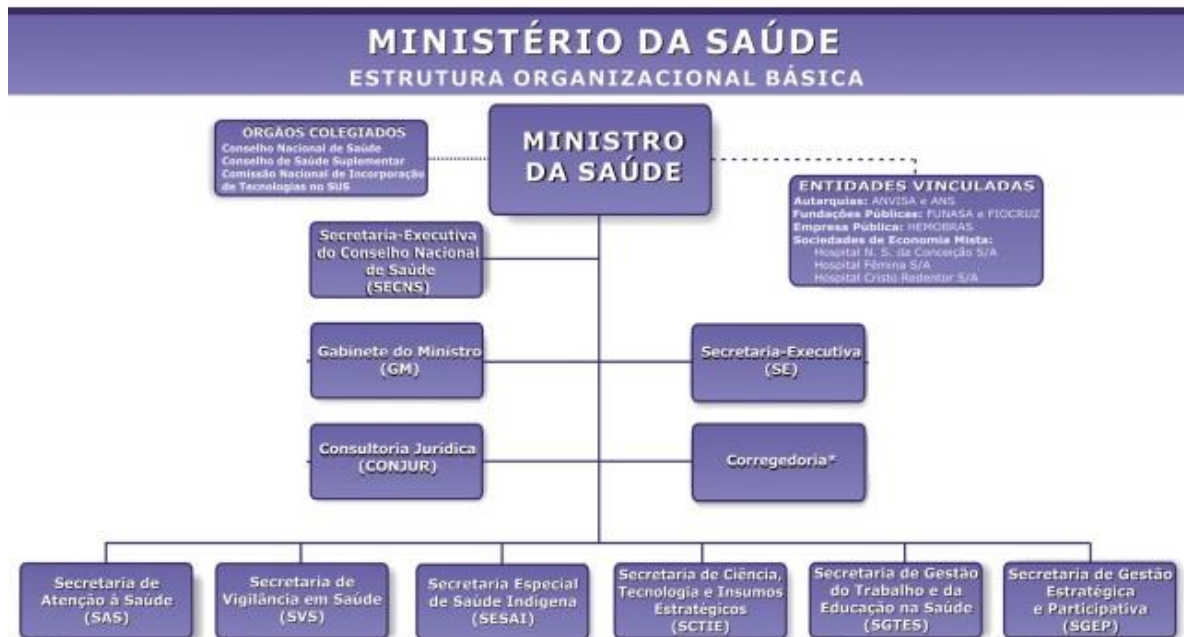 MINISTÉRIO DA SAÚDE
ESTRUTURA ORGANIZACIONAL BÁSICA
ÓRGÃOS COLEGIADOS
Conselho Nacional de Saúde
Conselho de Saúde Suplementar
Comissão Nacional de Incorporação
de Tecnologias no SUS
MINISTRO
DA SAÚDE
ENTIDADES VINCULADAS
Autarquias: ANVISA e ANS
Fundações Públicas: FUNASA e FIOCRUZ
Empresa Pública: HEMOBRAS
Sociedades de Economia Mista:
Hospital N. S. da Conceição S/A
Hospital Fêmina S/A
Hospital Cristo Redentor S/A
Secretaria-Executiva
do Conselho Nacional
de Saúde
(SECNS)
Gabinete do Ministro
(GM)
Secretaria-Executiva
(SE)
Consultoria Jurídica
(CONJUR)
Corregedoria*
Secretaria de
Atenção à Saúde
(SAS)
Secretaria de
Vigilância em Saúde
(SVS)
Secretaria Especial
de Saúde Indígena
(SESAI)
Secretaria de Ciência,
Tecnologia e Insumos
Estratégicos
(SCTIE)
Secretaria de Gestão
do Trabalho e da
Educação na Saúde
(SGTES)
Secretaria de Gestão
Estratégica
e Participativa
(SGEP)